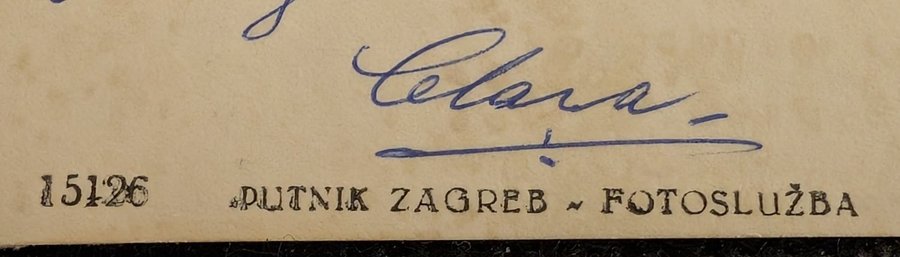 Clara
15126 PUTNIK ZAGREB - FOTOSLUŽBA